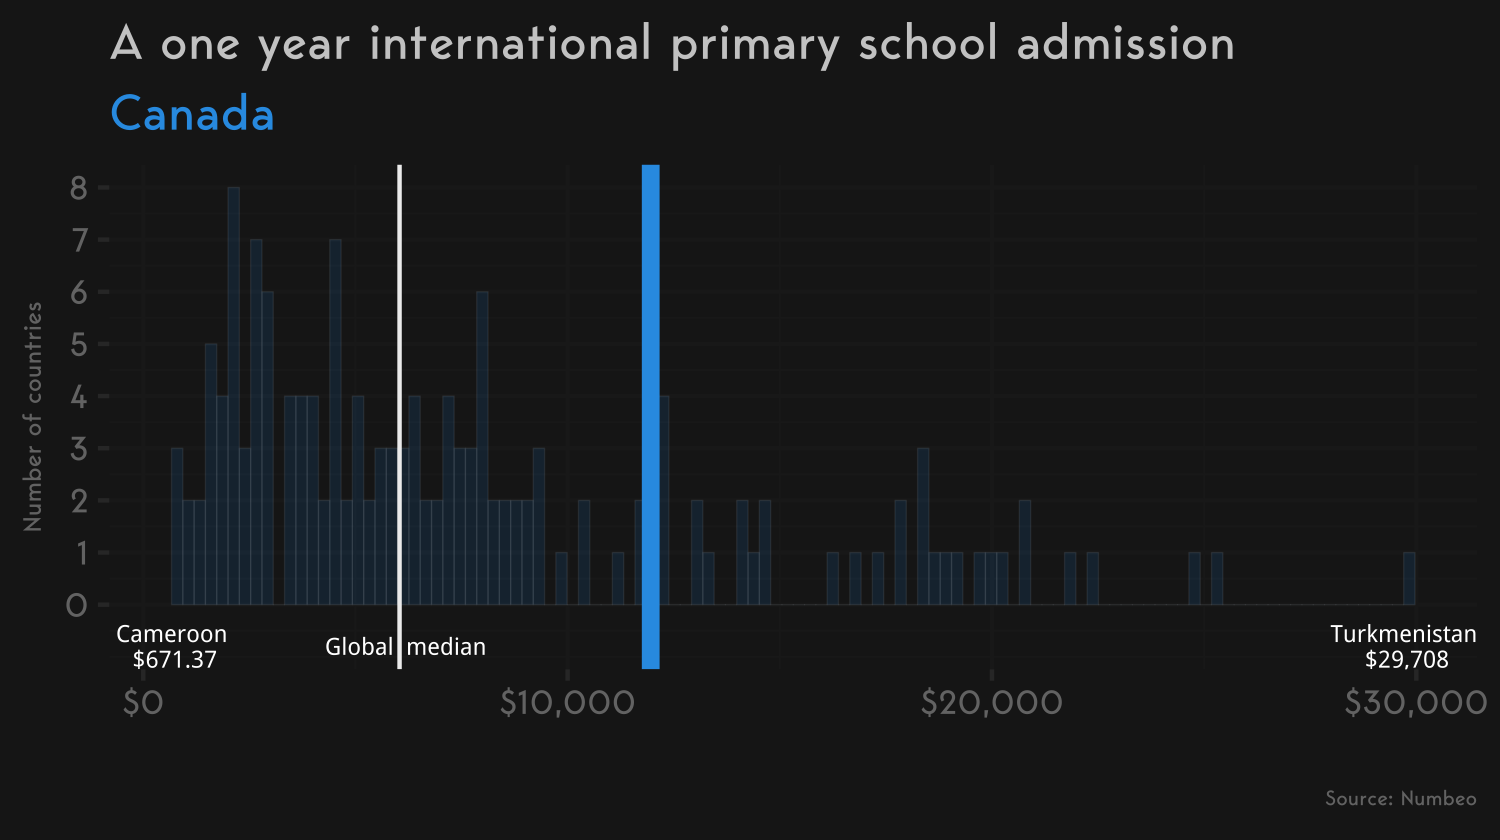 A one year international primary school admission
Canada
Number of countries
8
7
6
5
4
3
2
1
0
Cameroon
$671.37
Global median
Turkmenistan
$29,708
$0 $10,000 $20,000 $30,000
Source: Numbeo